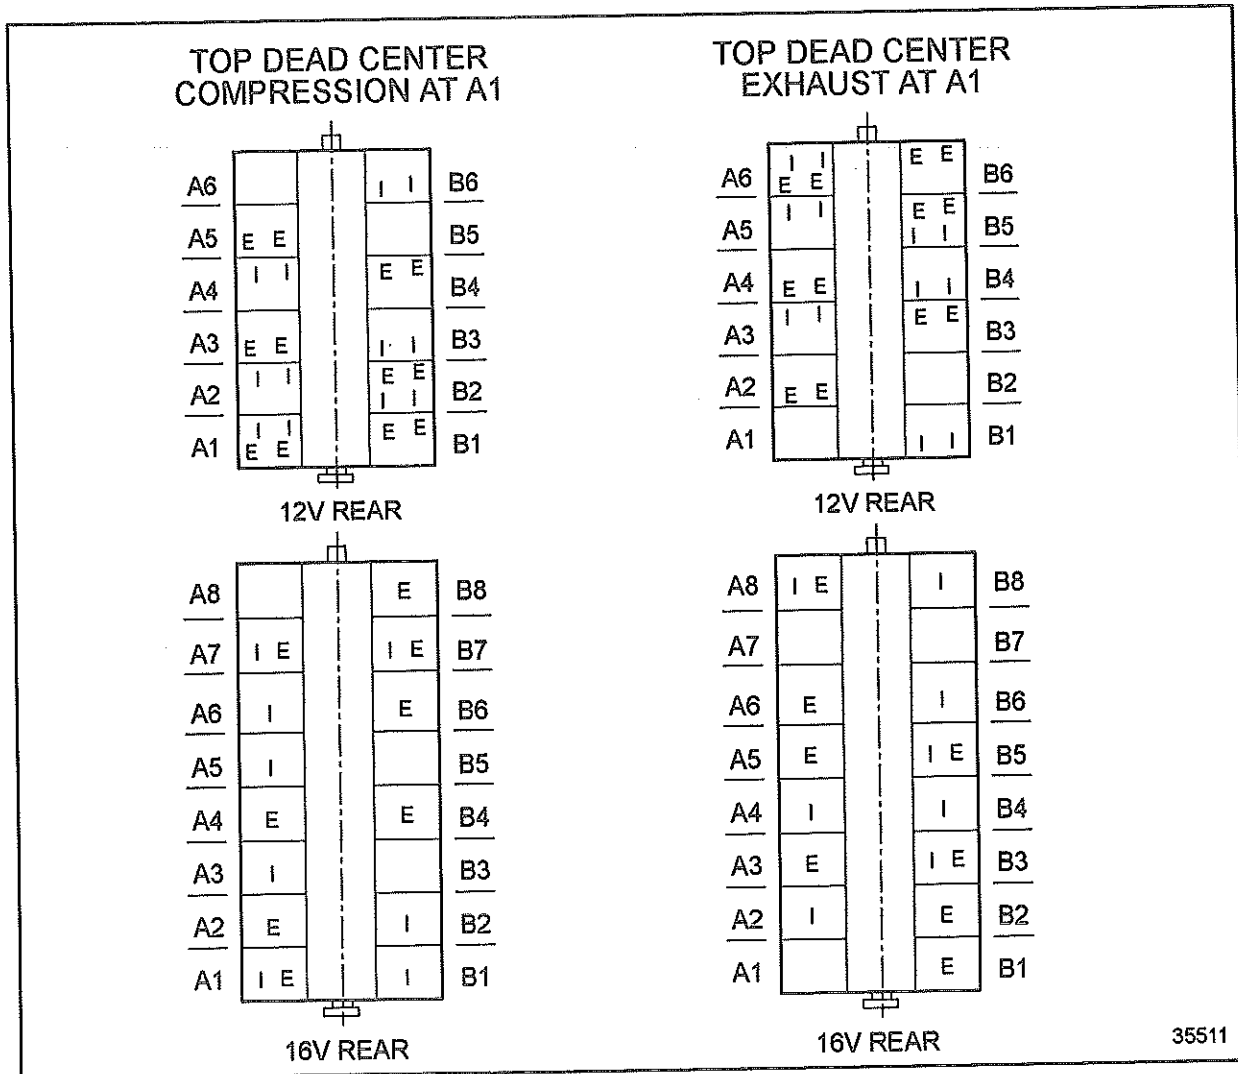 TOP DEAD CENTER
COMPRESSION AT A1
A6 I I B6
A5 E E B5
A4 I I E E B4
A3 E E I I B3
A2 I I E E B2
I I
A1 I I E E B1
E E
12V REAR
TOP DEAD CENTER
EXHAUST AT A1
A6 I I E E B6
E E
A5 I I E E B5
I I
A4 E E I I B4
A3 I I E E B3
A2 E E B2
A1 I I B1
12V REAR
A8 E B8
A7 I E I E B7
A6 I E B6
A5 I B5
A4 E E B4
A3 I B3
A2 E I B2
A1 I E I B1
16V REAR
A8 I E I B8
A7 B7
A6 E I B6
A5 E I E B5
A4 I I B4
A3 E I E B3
A2 I E B2
A1 E B1
16V REAR
35511